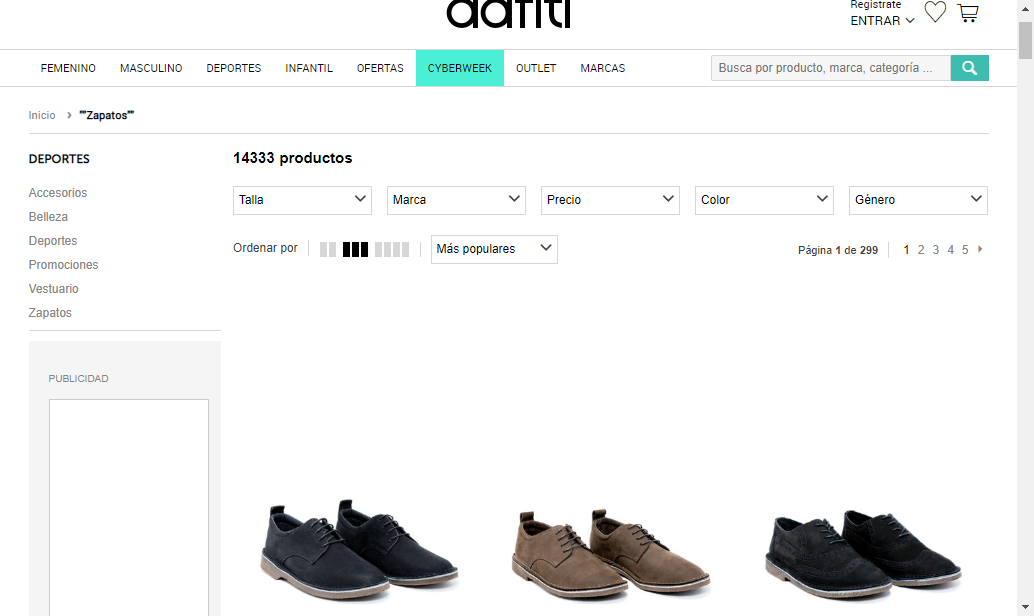 dafiti
Regístrate
ENTRAR
FEMENINO MASCULINO DEPORTES INFANTIL OFERTAS CYBERWEEK OUTLET MARCAS
Busca por producto, marca, categoría ...
Inicio > ""Zapatos""
DEPORTES
14333 productos
Accesorios
Belleza
Deportes
Promociones
Vestuario
Zapatos
Talla Marca Precio Color Género
Ordenar por Más populares Página 1 de 299 1 2 3 4 5
PUBLICIDAD